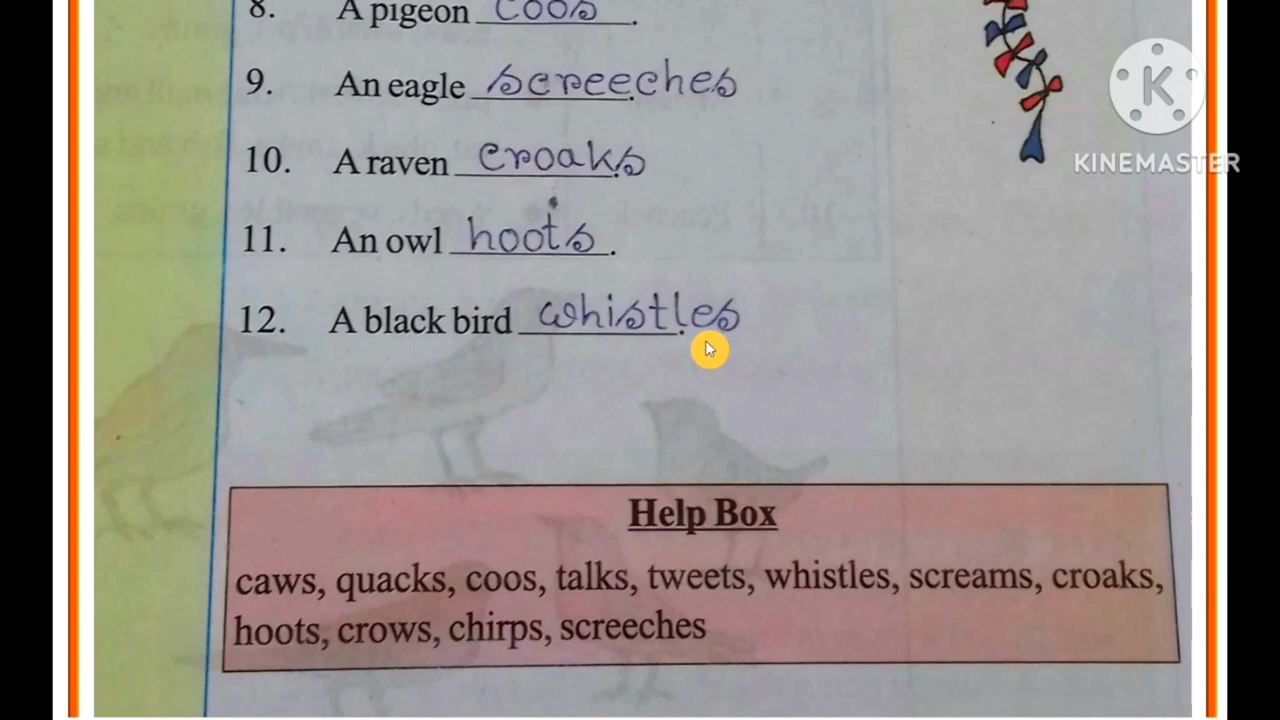 8. A pigeon coos.
9. An eagle screeches.
10. A raven croaks.
11. An owl hoots.
12. A black bird whistles.
KINEMASTER
Help Box
caws, quacks, coos, talks, tweets, whistles, screams, croaks,
hoots, crows, chirps, screeches